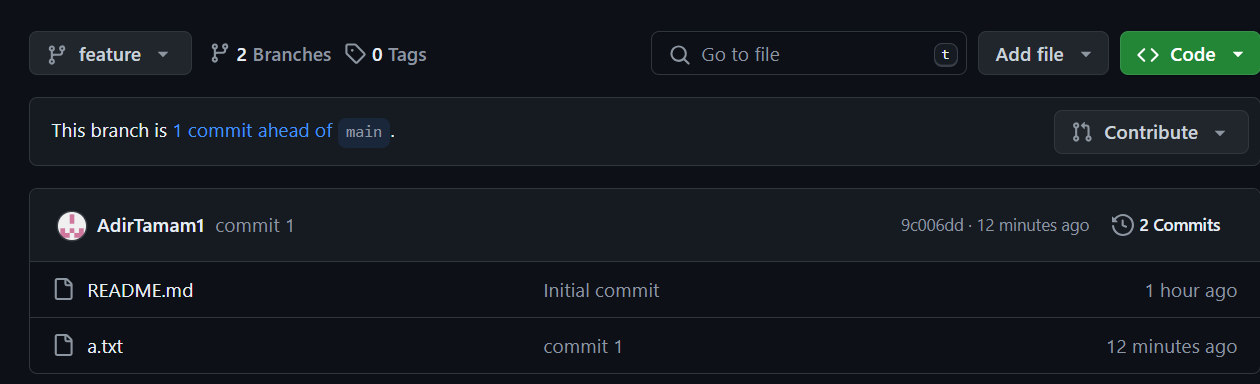 feature 2 Branches 0 Tags Go to file t Add file Code
This branch is 1 commit ahead of main .
Contribute
AdirTamam1 commit 1 9c006dd · 12 minutes ago 2 Commits
README.md Initial commit 1 hour ago
a.txt commit 1 12 minutes ago